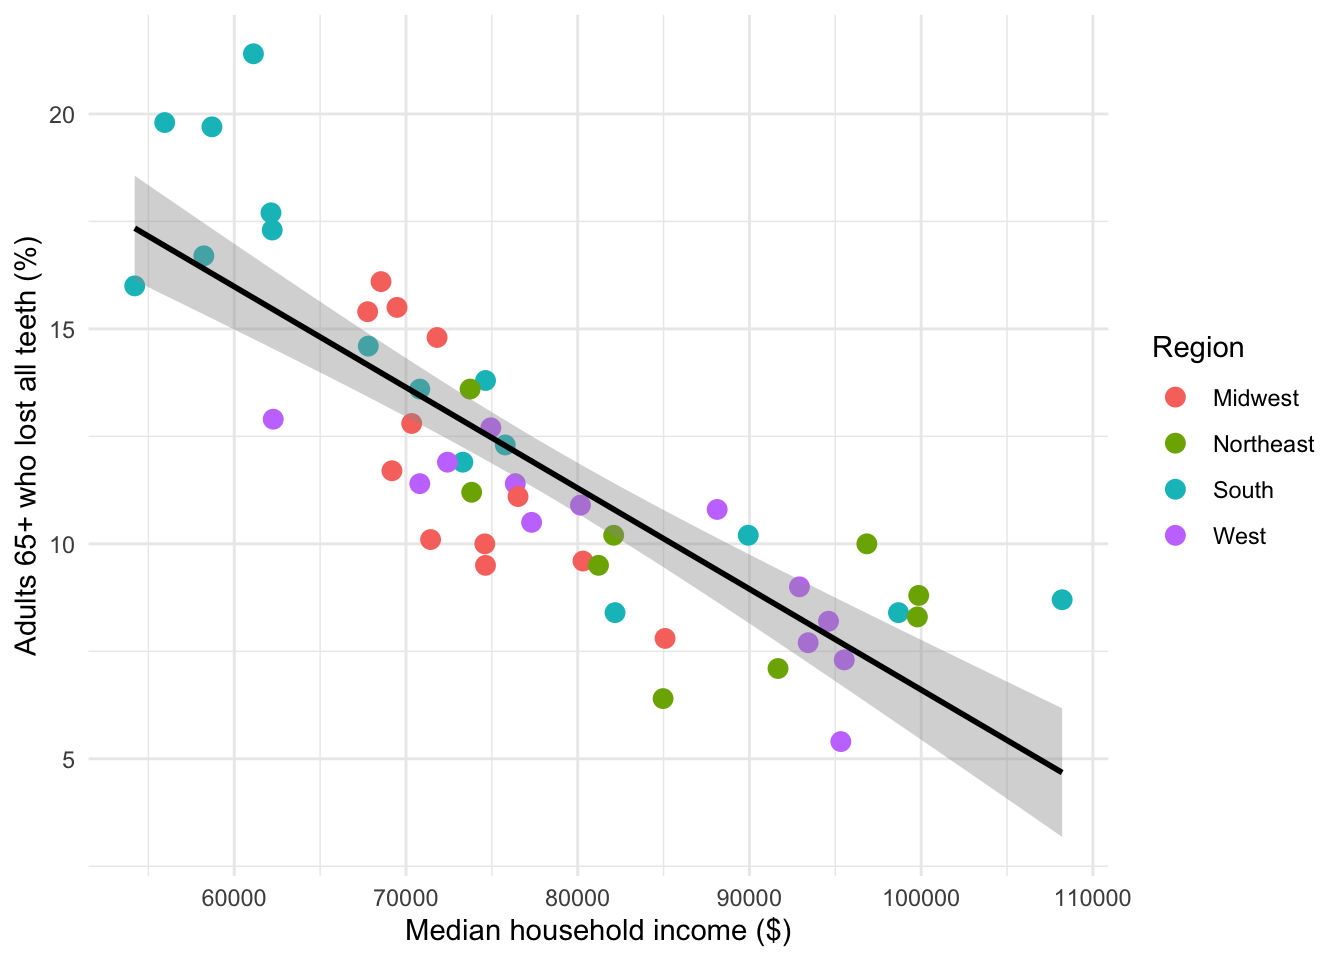 Adults 65+ who lost all teeth (%)
20
15
10
5
60000 70000 80000 90000 100000 110000
Median household income ($)
Region
Midwest
Northeast
South
West